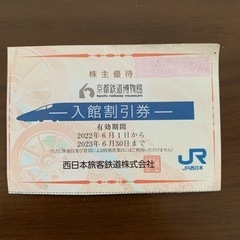 株主優待
京都鉄道博物館
kyoto railway museum
入館割引券
有効期間
2022年6月1日から
2023年6月30日まで
西日本旅客鉄道株式会社
JR
JR西日本